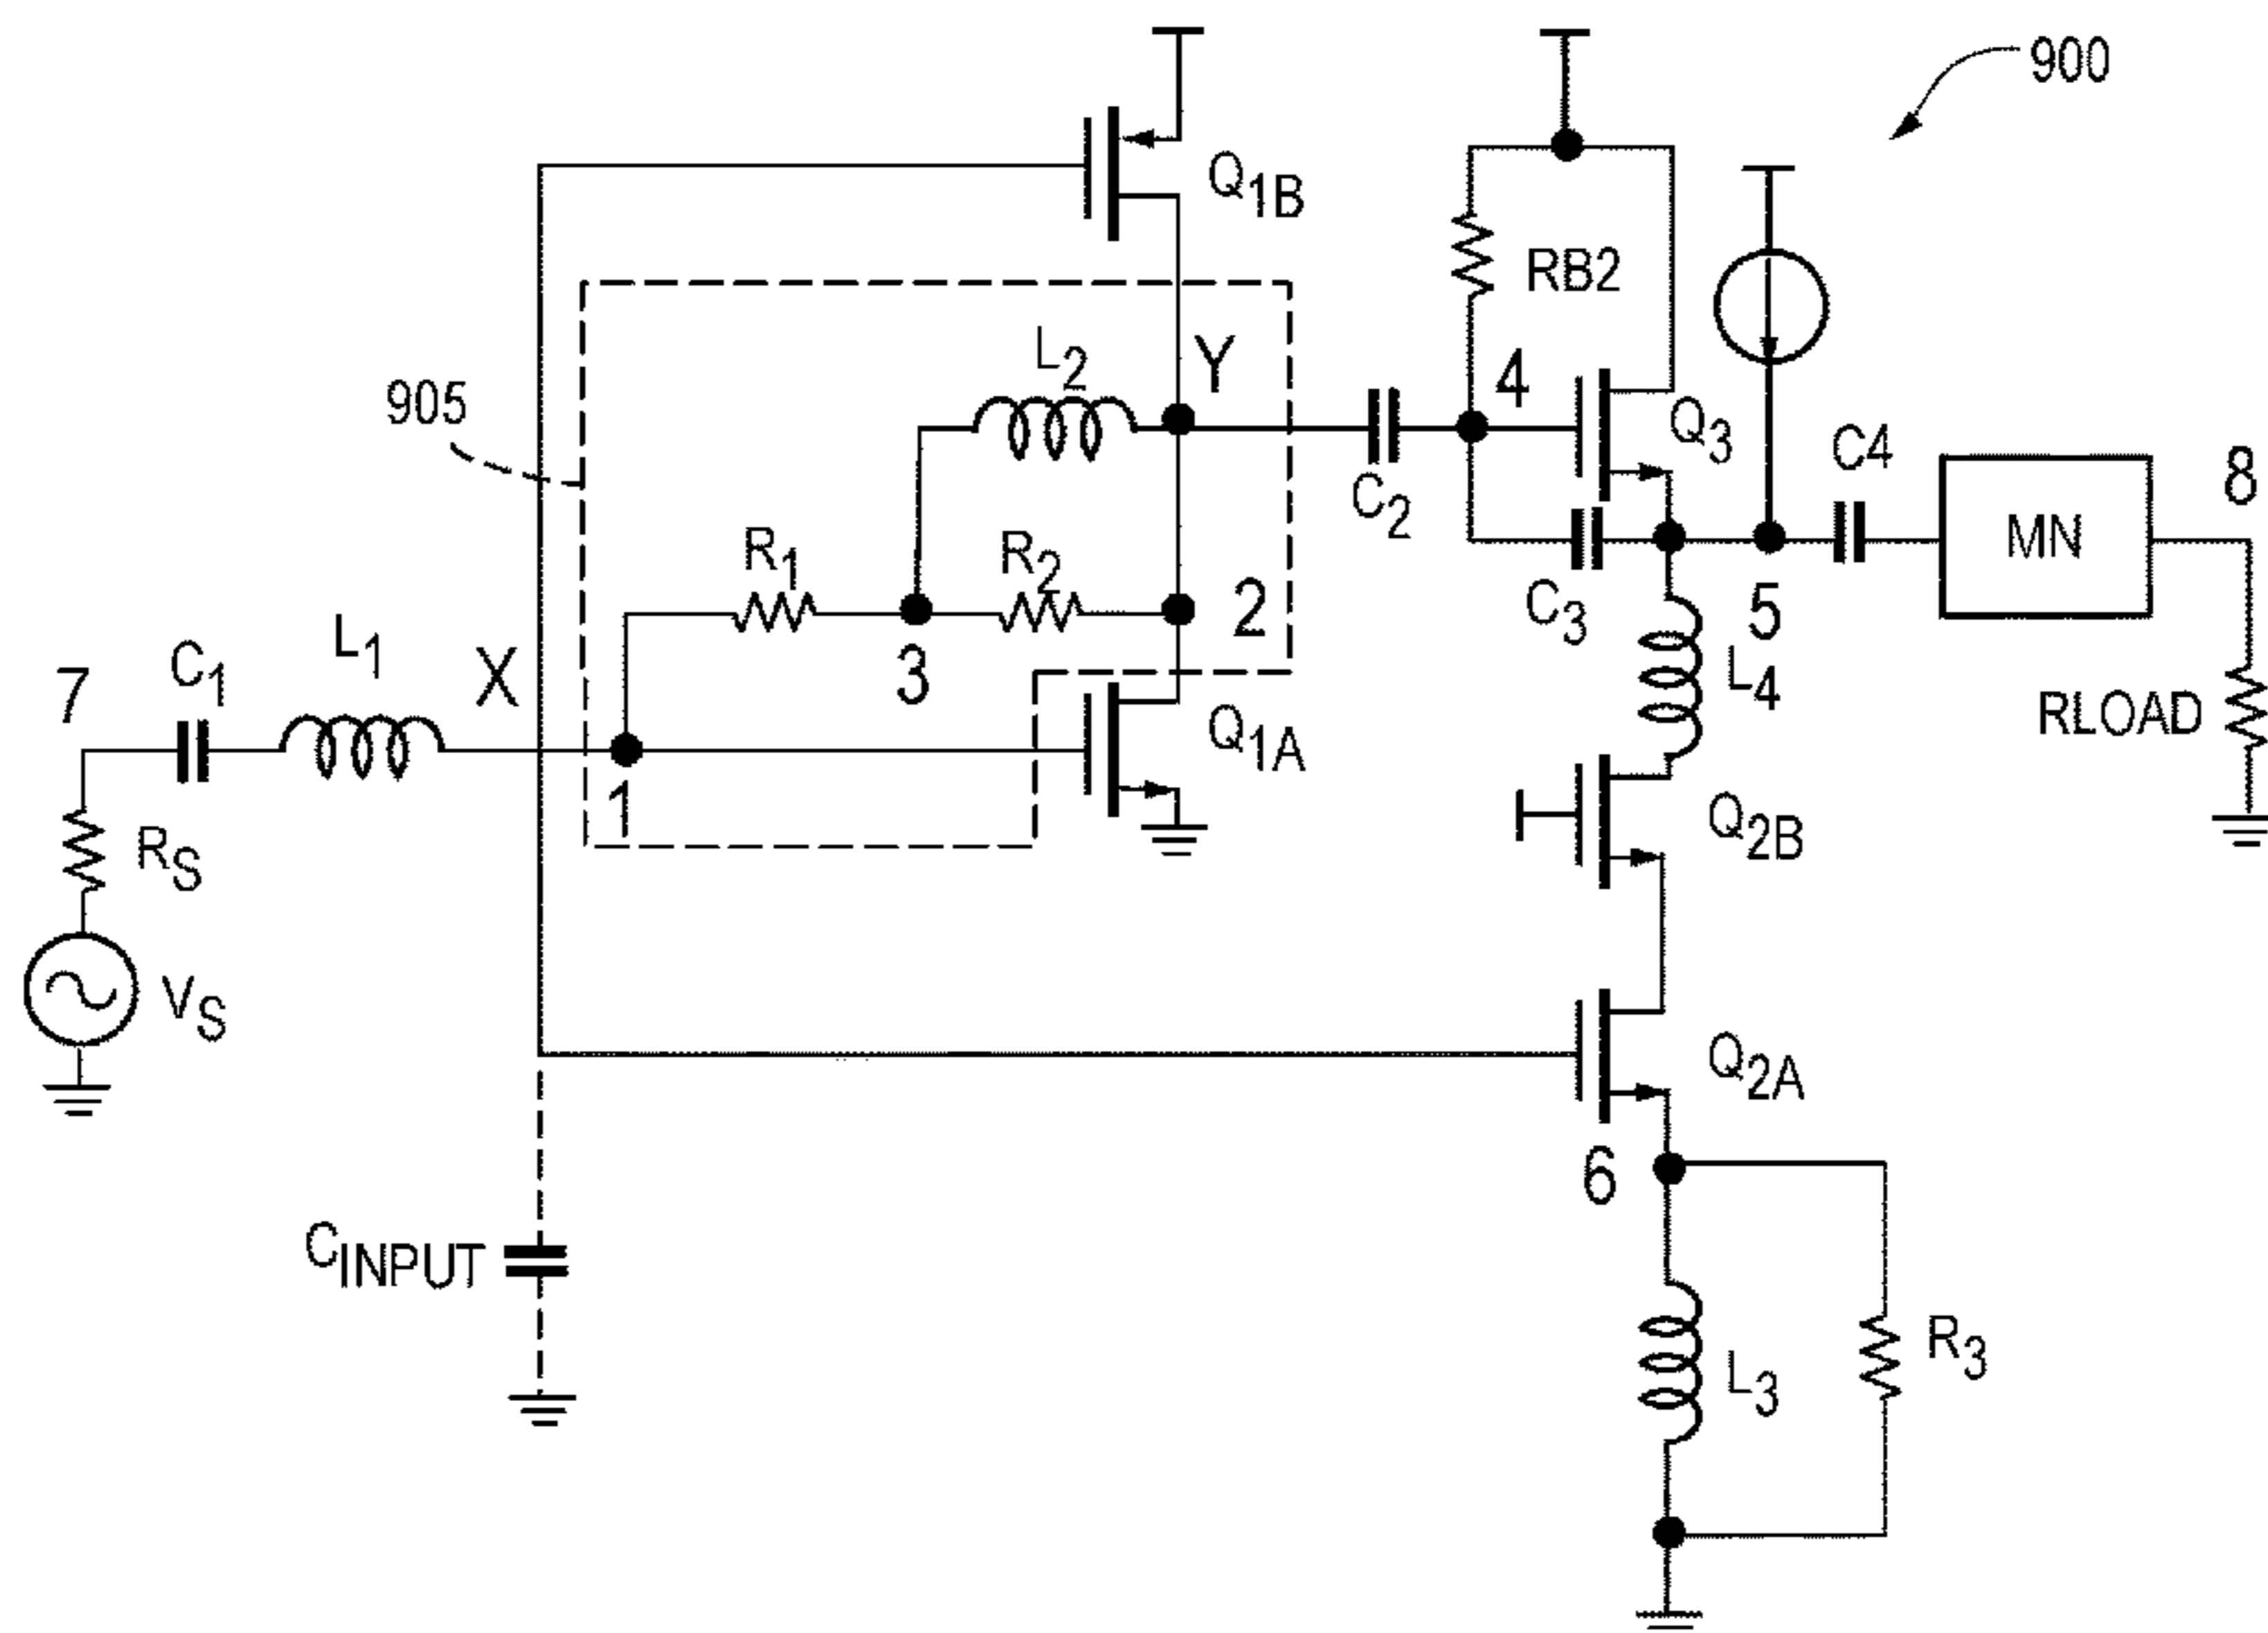 900
Q1B
RB2
L2
Y
4
905
Q3
C4
8
C2
MN
R1
R2
2
C3
5
L1
X
3
L4
C1
7
RLOAD
Q1A
1
Q2B
RS
VS
Q2A
6
CINPUT
R3
L3